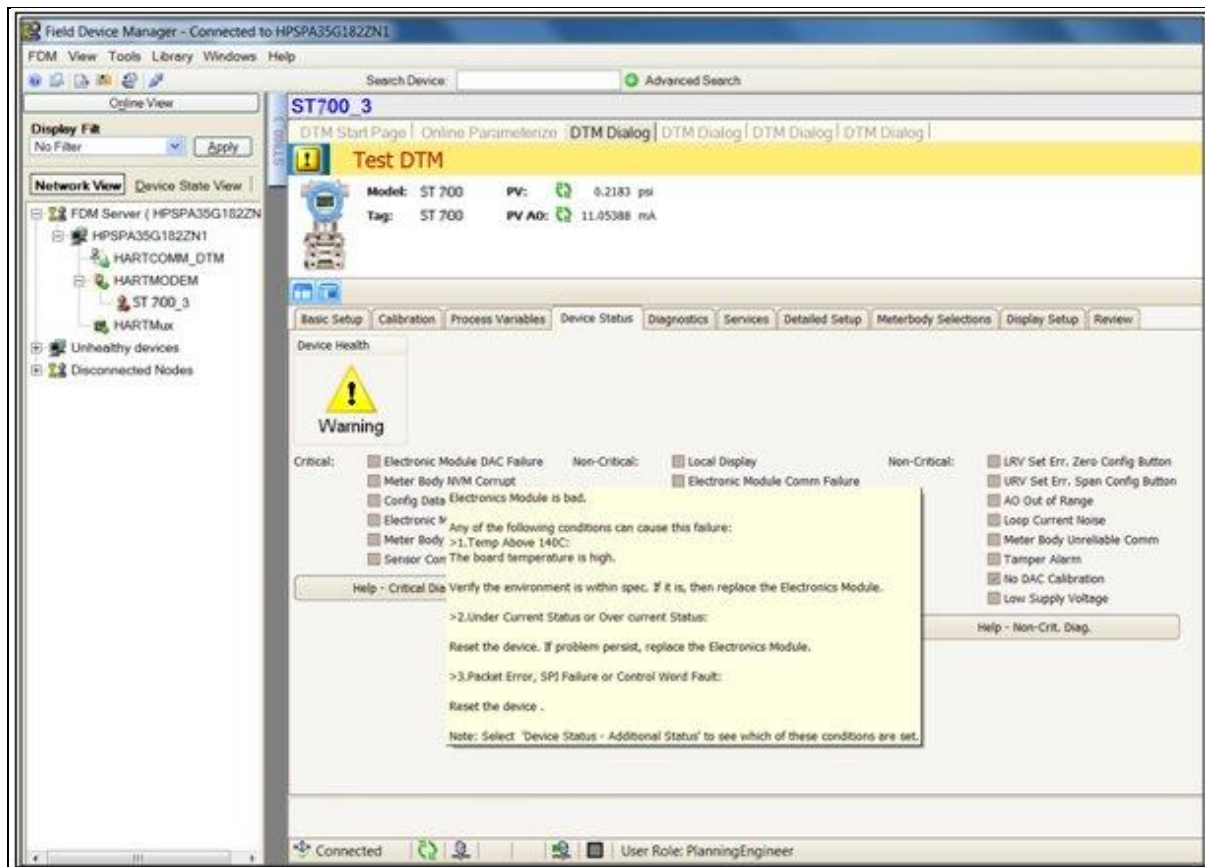 Field Device Manager - Connected to HPSPA35G182ZN1
FDM View Tools Library Windows Help
Search Device: Advanced Search
Online View
ST700_3
Display Filt
No Filter Apply
DTM Start Page Online Parameterize DTM Dialog DTM Dialog DTM Dialog DTM Dialog
Test DTM
Network View Device State View
Model: ST 700 PV: 0.2183 psi
Tag: ST 700 PV AO: 11.05388 mA
FDM Server ( HPSPA35G182ZN
HPSPA35G182ZN1
HARTCOMM_DTM
HARTMODEM
ST 700_3
HARTMux
Unhealthy devices
Disconnected Nodes
Basic Setup Calibration Process Variables Device Status Diagnostics Services Detailed Setup Meterbody Selections Display Setup Review
Device Health
Warning
Critical: Electronic Module DAC Failure Non-Critical: Local Display Non-Critical: LRV Set Err. Zero Config Button
Meter Body NVM Corrupt Electronic Module Comm Failure URV Set Err. Span Config Button
Config Data AO Out of Range
Electronic M Loop Current Noise
Meter Body Meter Body Unreliable Comm
Sensor Com Tamper Alarm
No DAC Calibration
Low Supply Voltage
Help - Critical Dia
Help - Non-Crit. Diag.
Electronics Module is bad.
Any of the following conditions can cause this failure:
>1.Temp Above 140C:
The board temperature is high.
Verify the environment is within spec. If it is, then replace the Electronics Module.
>2.Under Current Status or Over current Status:
Reset the device. If problem persist, replace the Electronics Module.
>3.Packet Error, SPI Failure or Control Word Fault:
Reset the device .
Note: Select 'Device Status - Additional Status' to see which of these conditions are set.
Connected User Role: PlanningEngineer